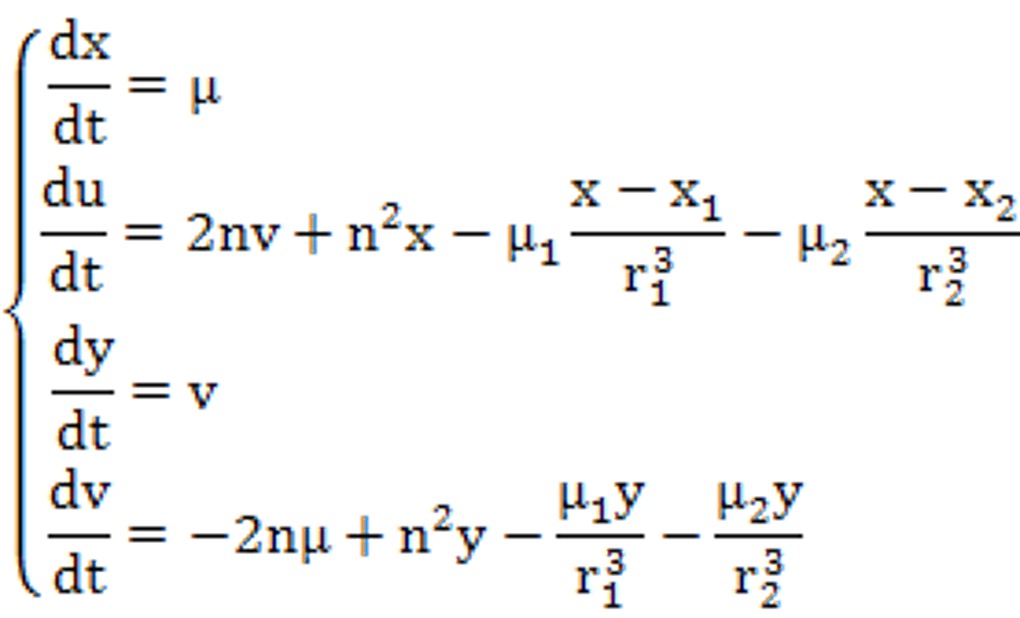 dx/dt = μ
du/dt = 2nv + n²x − μ₁ (x − x₁)/r₁³ − μ₂ (x − x₂)/r₂³
dy/dt = v
dv/dt = −2nμ + n²y − μ₁y/r₁³ − μ₂y/r₂³